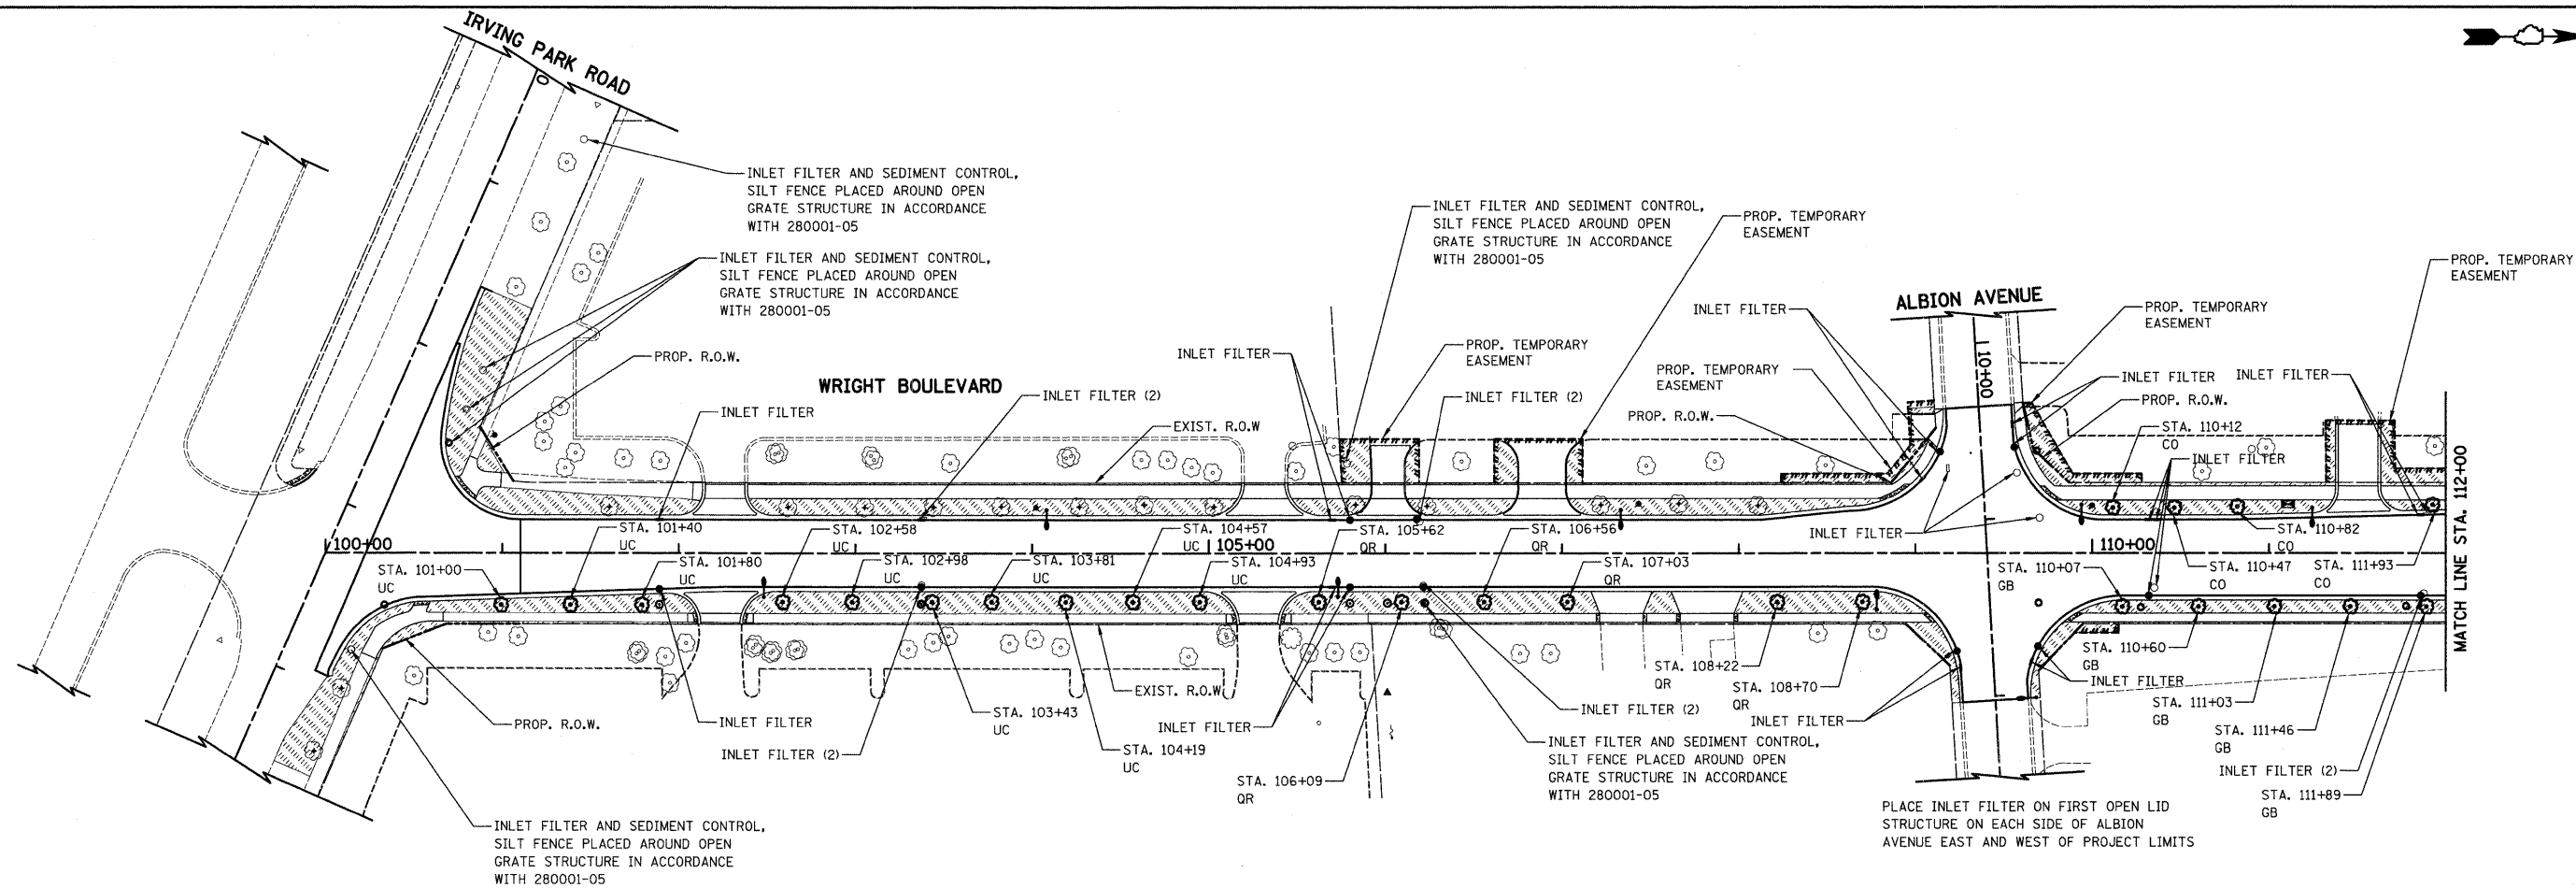 IRVING PARK ROAD
0
INLET FILTER AND SEDIMENT CONTROL,
SILT FENCE PLACED AROUND OPEN
GRATE STRUCTURE IN ACCORDANCE
WITH 280001-05
INLET FILTER AND SEDIMENT CONTROL,
SILT FENCE PLACED AROUND OPEN
GRATE STRUCTURE IN ACCORDANCE
WITH 280001-05
INLET FILTER AND SEDIMENT CONTROL,
SILT FENCE PLACED AROUND OPEN
GRATE STRUCTURE IN ACCORDANCE
WITH 280001-05
PROP. TEMPORARY
EASEMENT
PROP. TEMPORARY
EASEMENT
ALBION AVENUE
110+00
INLET FILTER
PROP. TEMPORARY
EASEMENT
PROP. R.O.W.
WRIGHT BOULEVARD
INLET FILTER
PROP. TEMPORARY
EASEMENT
PROP. TEMPORARY
EASEMENT
INLET FILTER
INLET FILTER
PROP. R.O.W.
INLET FILTER
INLET FILTER (2)
EXIST. R.O.W
INLET FILTER (2)
PROP. R.O.W.
STA. 110+12
CO
INLET FILTER
INLET FILTER
100+00
105+00
110+00
STA. 101+00
UC
STA. 101+40
UC
STA. 101+80
UC
STA. 102+58
UC
STA. 102+98
UC
STA. 103+81
UC
STA. 104+57
UC
STA. 104+93
UC
STA. 105+62
QR
STA. 106+56
QR
STA. 107+03
QR
STA. 110+07
GB
STA. 110+47
CO
STA. 110+82
CO
STA. 111+93
CO
MATCH LINE STA. 112+00
PROP. R.O.W.
INLET FILTER
INLET FILTER (2)
STA. 103+43
UC
EXIST. R.O.W
STA. 104+19
UC
INLET FILTER
STA. 106+09
QR
INLET FILTER (2)
INLET FILTER AND SEDIMENT CONTROL,
SILT FENCE PLACED AROUND OPEN
GRATE STRUCTURE IN ACCORDANCE
WITH 280001-05
STA. 108+22
QR
STA. 108+70
QR
INLET FILTER
STA. 110+60
GB
INLET FILTER
STA. 111+03
GB
STA. 111+46
GB
INLET FILTER (2)
STA. 111+89
GB
PLACE INLET FILTER ON FIRST OPEN LID
STRUCTURE ON EACH SIDE OF ALBION
AVENUE EAST AND WEST OF PROJECT LIMITS
INLET FILTER AND SEDIMENT CONTROL,
SILT FENCE PLACED AROUND OPEN
GRATE STRUCTURE IN ACCORDANCE
WITH 280001-05